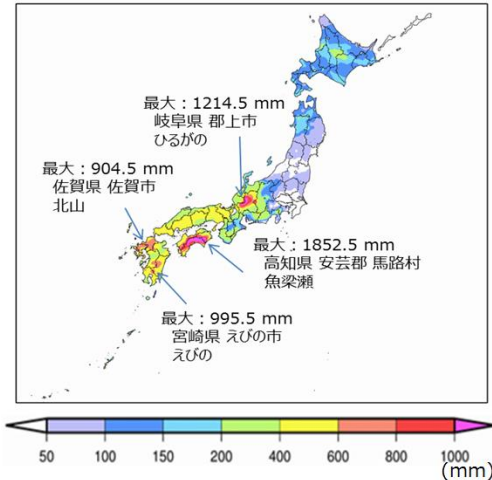 最大：1214.5 mm
岐阜県 郡上市
ひるがの
最大：904.5 mm
佐賀県 佐賀市
北山
最大：1852.5 mm
高知県 安芸郡 馬路村
魚梁瀬
最大：995.5 mm
宮崎県 えびの市
えびの
50 100 150 200 400 600 800 1000
(mm)